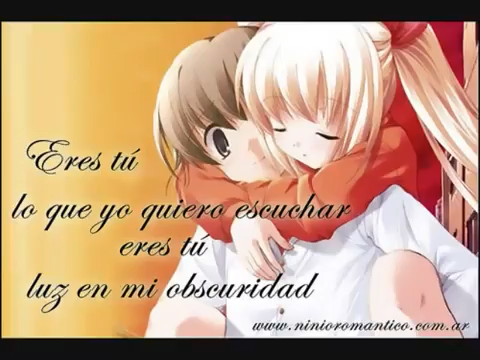 Eres tú
lo que yo quiero escuchar
eres tú
luz en mi obscuridad
www.ninioromantico.com.ar